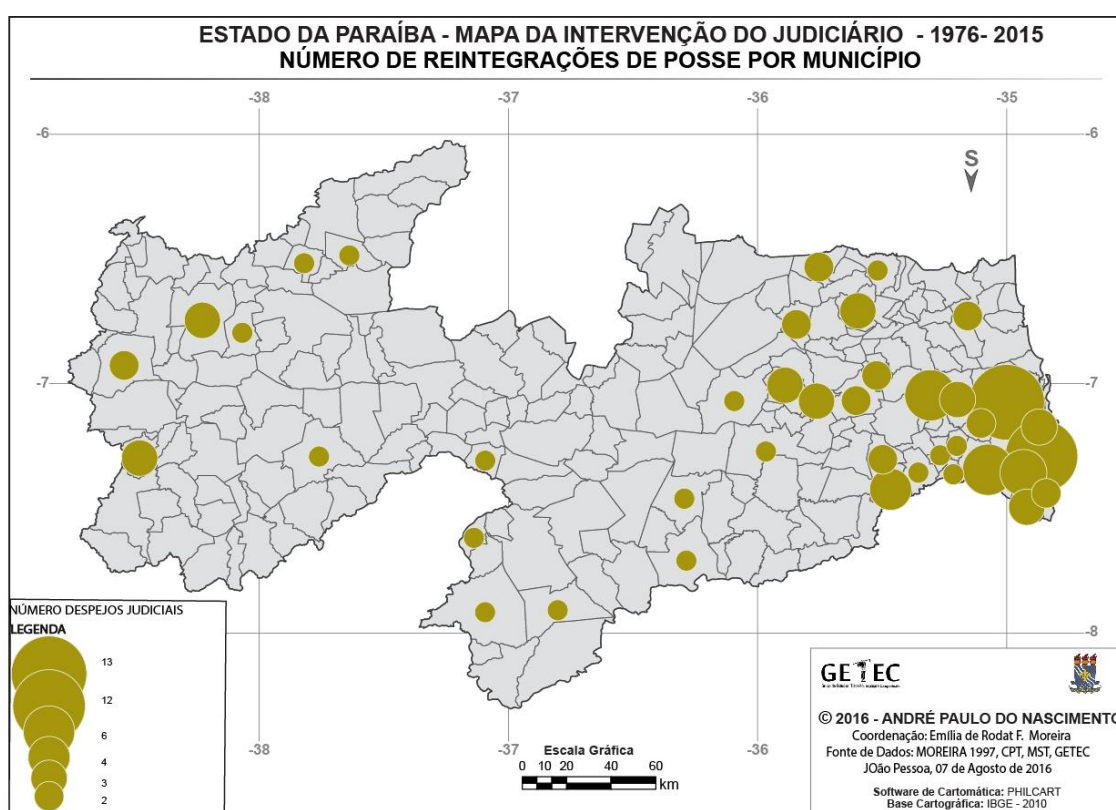 ESTADO DA PARAÍBA - MAPA DA INTERVENÇÃO DO JUDICIÁRIO - 1976- 2015
NÚMERO DE REINTEGRAÇÕES DE POSSE POR MUNICÍPIO
-38
-37
-36
-35
-6
-6
S
-7
-7
-8
-8
NÚMERO DESPEJOS JUDICIAIS
LEGENDA
13
12
6
4
3
2
-38
-37
-36
Escala Gráfica
0 10 20 40 60
km
GETEC
© 2016 - ANDRÉ PAULO DO NASCIMENTO
Coordenação: Emília de Rodat F. Moreira
Fonte de Dados: MOREIRA 1997, CPT, MST, GETEC
JOão Pessoa, 07 de Agosto de 2016
Software de Cartomática: PHILCART
Base Cartográfica: IBGE - 2010